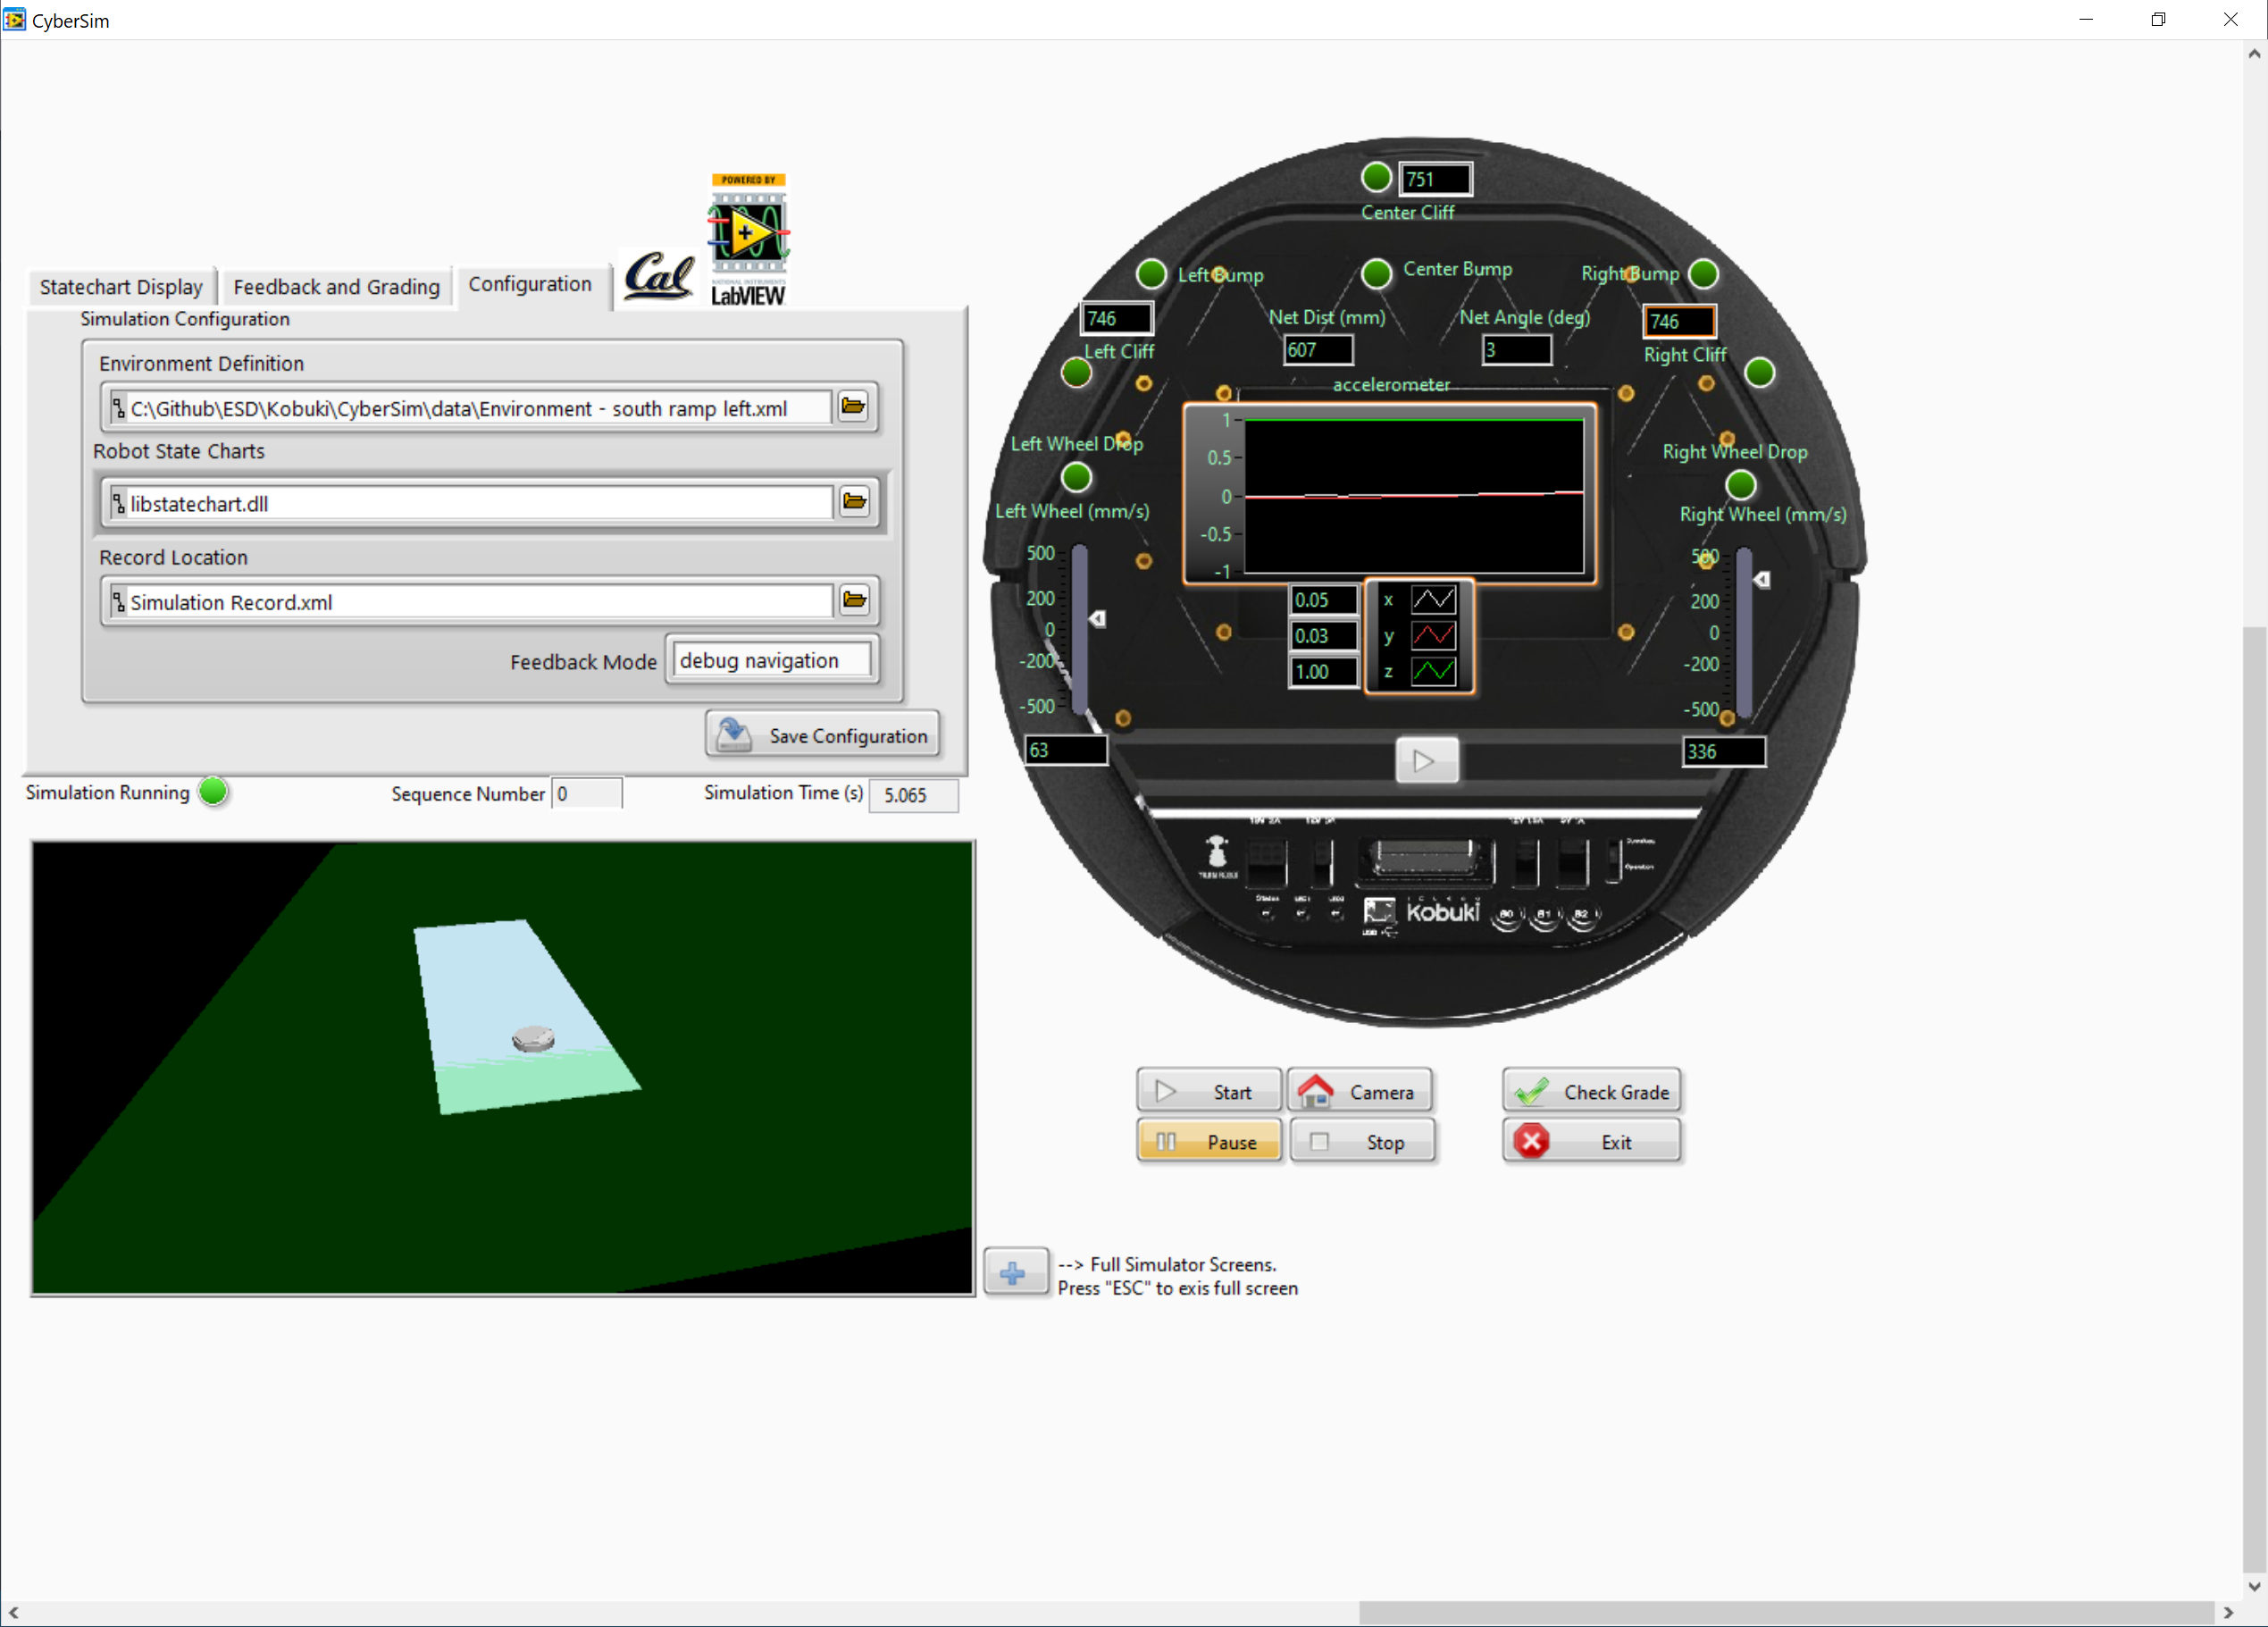 CyberSim
POWERED BY
Cal
NATIONAL INSTRUMENTS
LabVIEW
Statechart Display
Feedback and Grading
Configuration
Simulation Configuration
Environment Definition
C:\Github\ESD\Kobuki\CyberSim\data\Environment - south ramp left.xml
Robot State Charts
libstatechart.dll
Record Location
Simulation Record.xml
Feedback Mode
debug navigation
Save Configuration
Simulation Running
Sequence Number
0
Simulation Time (s)
5.065
751
Center Cliff
Left Bump
Center Bump
Right Bump
746
Left Cliff
Net Dist (mm)
607
Net Angle (deg)
3
746
Right Cliff
accelerometer
1
0.5
0
-0.5
-1
Left Wheel Drop
Left Wheel (mm/s)
500
200
0
-200
-500
63
Right Wheel Drop
Right Wheel (mm/s)
500
200
0
-200
-500
336
0.05 x
0.03 y
1.00 z
Kobuki
USB
B0 B1 B2
Start
Camera
Check Grade
Pause
Stop
Exit
--> Full Simulator Screens.
Press "ESC" to exis full screen